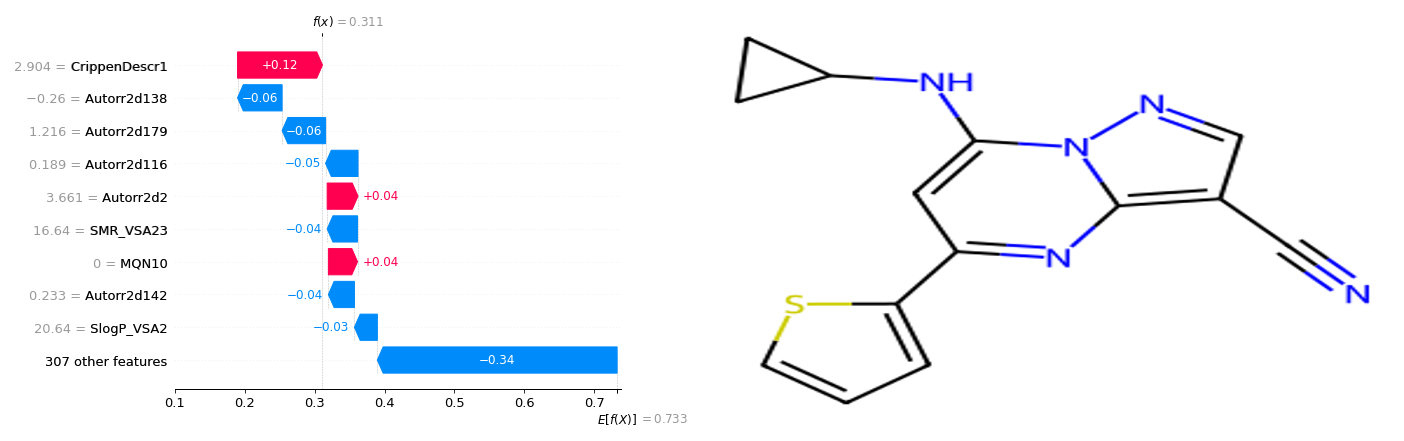 f(x) = 0.311
2.904 = CrippenDescr1
+0.12
−0.26 = Autorr2d138
−0.06
1.216 = Autorr2d179
−0.06
0.189 = Autorr2d116
−0.05
3.661 = Autorr2d2
+0.04
16.64 = SMR_VSA23
−0.04
0 = MQN10
+0.04
0.233 = Autorr2d142
−0.04
20.64 = SlogP_VSA2
−0.03
307 other features
−0.34
0.1 0.2 0.3 0.4 0.5 0.6 0.7
E[f(X)] = 0.733
NH
N
N
N
N
S